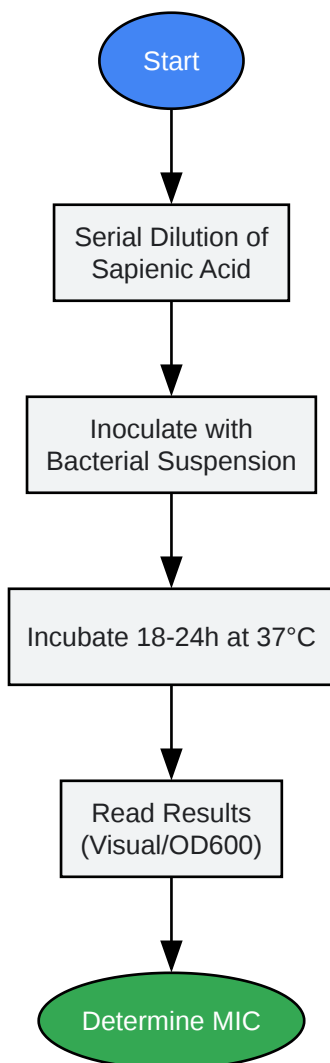 Start
Serial Dilution of
Sapienic Acid
Inoculate with
Bacterial Suspension
Incubate 18-24h at 37°C
Read Results
(Visual/OD600)
Determine MIC